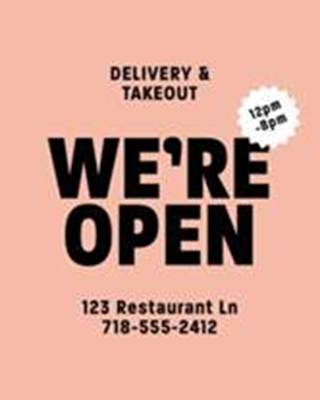 DELIVERY &
TAKEOUT
12pm
-8pm
WE'RE
OPEN
123 Restaurant Ln
718-555-2412